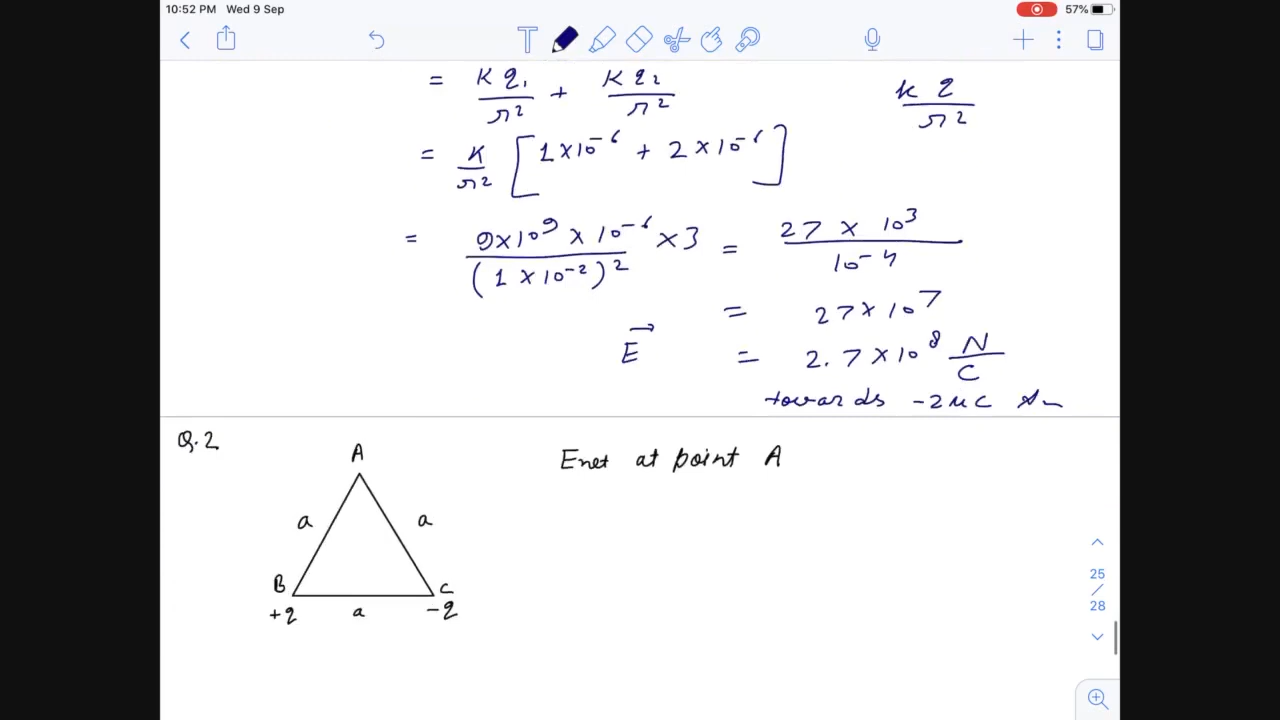 10:52 PM Wed 9 Sep
57%
T
= Kq₁/r² + Kq₂/r²
kq/r²
= K/r² [1×10⁻⁶ + 2×10⁻⁶]
= 9×10⁹ × 10⁻⁶ × 3/(1 × 10⁻²)² = 27 × 10³/10⁻⁴
= 27×10⁷
E⃗ = 2.7×10⁸ N/C
towards -2μC
Q.2
Enet at point A
A
a a
B C
+q a -q
25
/
28